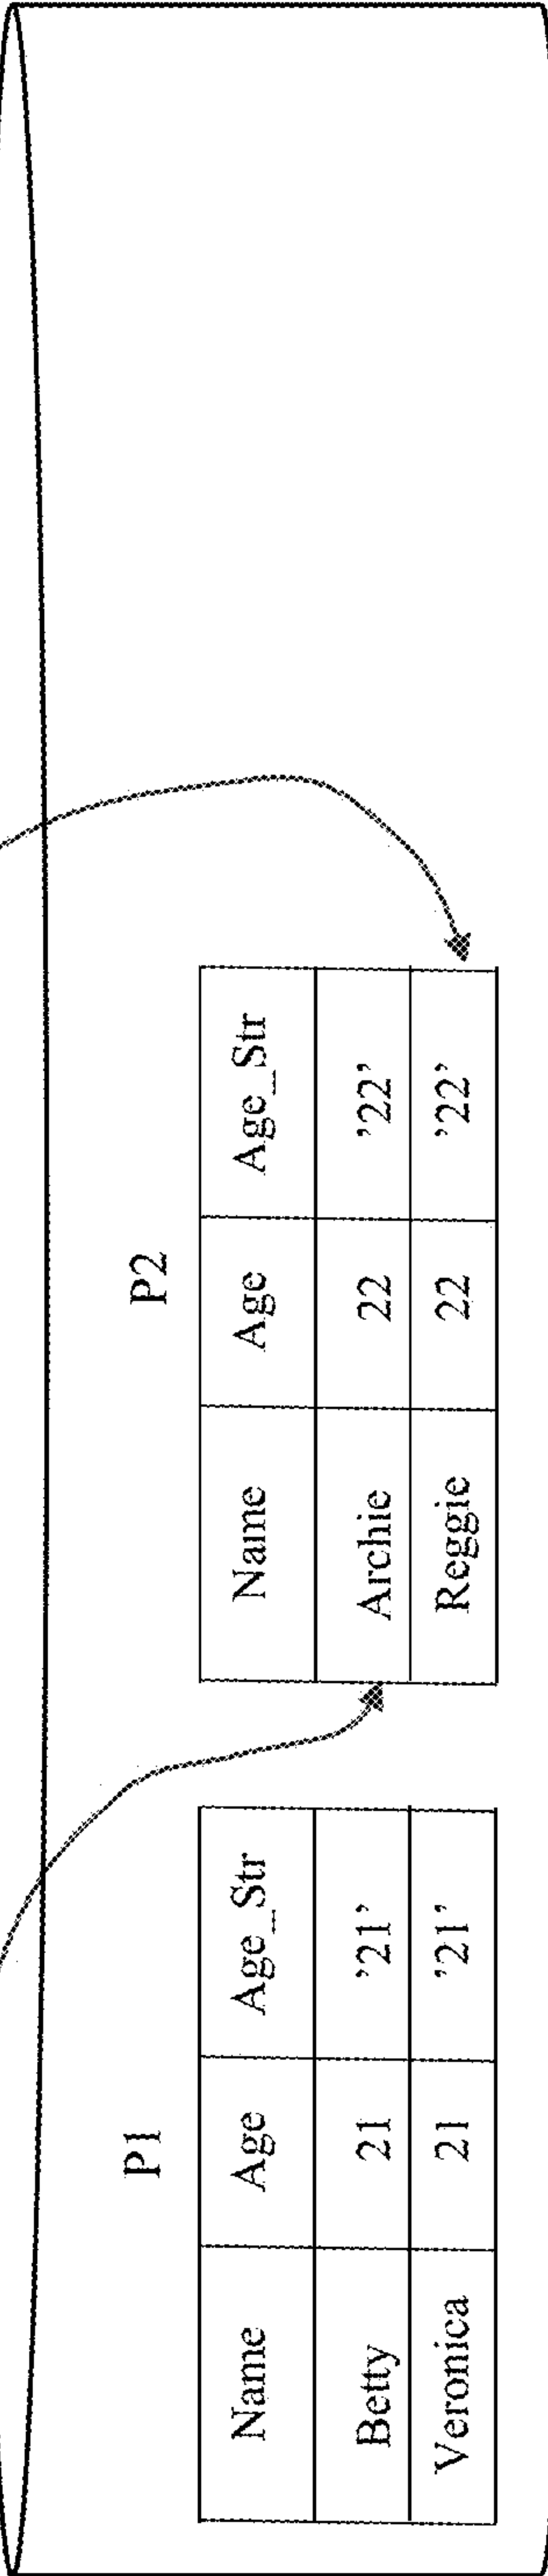 P1
Name Age Age_Str
Betty 21 '21'
Veronica 21 '21'
P2
Name Age Age_Str
Archie 22 '22'
Reggie 22 '22'